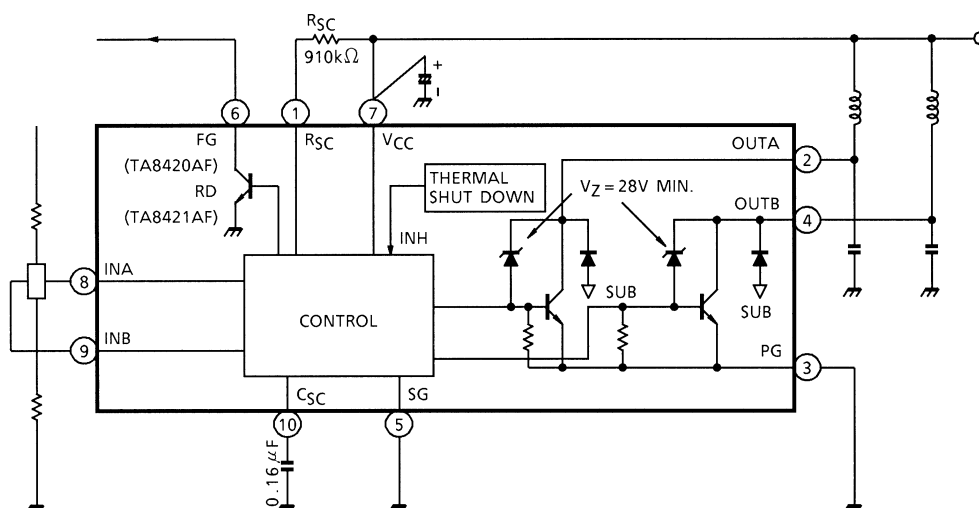 RSC
910kΩ
+
-
6
1
7
FG
RSC
VCC
(TA8420AF)
RD
(TA8421AF)
THERMAL
SHUT DOWN
INH
VZ = 28V MIN.
OUTA
2
OUTB
4
8
INA
9
INB
CONTROL
SUB
SUB
PG
3
CSC
SG
10
5
0.16μF